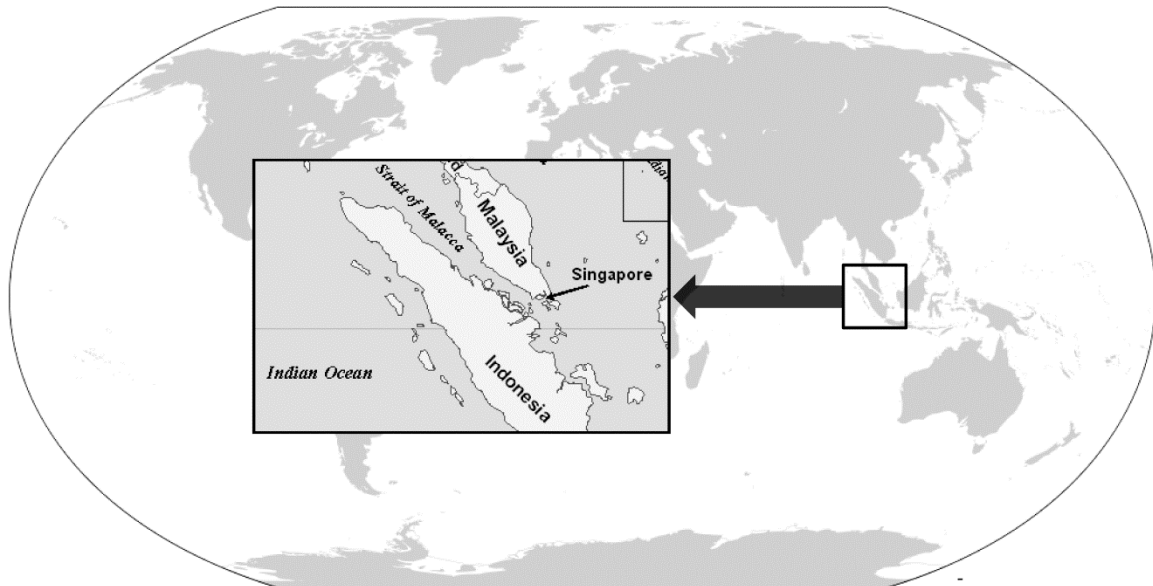 Strait of Malacca
Malaysia
Singapore
Indian Ocean
Indonesia